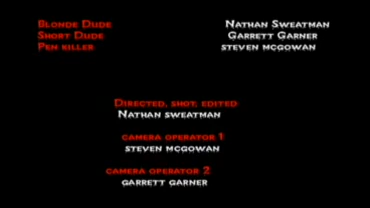 Blonde Dude Nathan Sweatman
Short Dude Garrett Garner
Pen killer steven mcgowan
Directed, shot, edited
Nathan sweatman
camera operator 1
steven mcgowan
camera operator 2
garrett garner